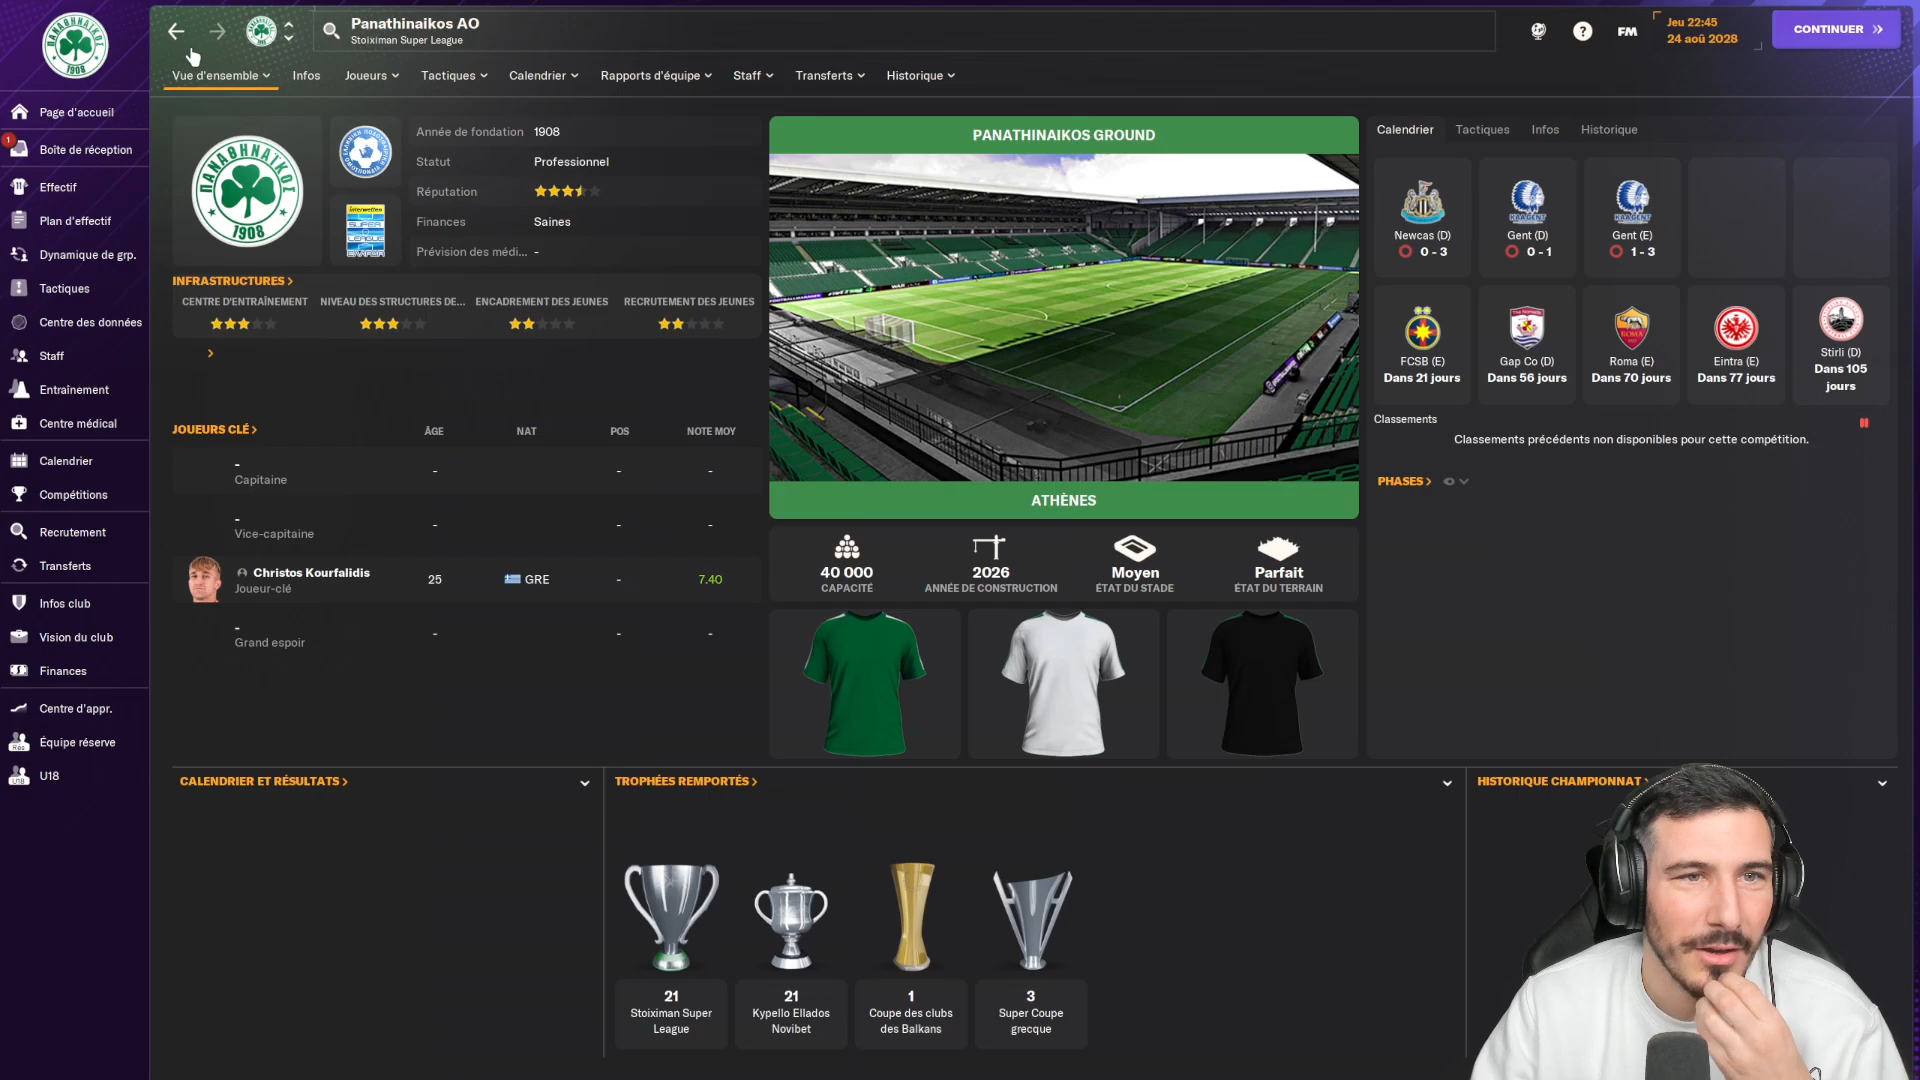 ΠΑΝΑΘΗΝΑΪΚΟΣ
1908
Panathinaikos AO
Stoiximan Super League
?
FM
Jeu 22:45
24 aoû 2028
CONTINUER
Vue d'ensemble
Infos
Joueurs
Tactiques
Calendrier
Rapports d'équipe
Staff
Transferts
Historique
Page d'accueil
1
Boîte de réception
Effectif
Plan d'effectif
Dynamique de grp.
Tactiques
Centre des données
Staff
Entraînement
Centre médical
Calendrier
Compétitions
Recrutement
Transferts
Infos club
Vision du club
Finances
Centre d'appr.
Équipe réserve
U18
ΠΑΝΑΘΗΝΑΪΚΟΣ
1908
interwetten
SUPER
LEAGUE
Année de fondation 1908
Statut Professionnel
Réputation
Finances Saines
Prévision des médi... -
INFRASTRUCTURES
CENTRE D'ENTRAÎNEMENT
NIVEAU DES STRUCTURES DE...
ENCADREMENT DES JEUNES
RECRUTEMENT DES JEUNES
JOUEURS CLÉ
ÂGE NAT POS NOTE MOY
- - - -
Capitaine
- - - -
Vice-capitaine
Christos Kourfalidis 25 GRE - 7.40
Joueur-clé
- - - -
Grand espoir
PANATHINAIKOS GROUND
ATHÈNES
40 000
CAPACITÉ
2026
ANNÉE DE CONSTRUCTION
Moyen
ÉTAT DU STADE
Parfait
ÉTAT DU TERRAIN
Calendrier Tactiques Infos Historique
Newcas (D)
0 - 3
Gent (D)
0 - 1
Gent (E)
1 - 3
FCSB (E)
Dans 21 jours
Gap Co (D)
Dans 56 jours
Roma (E)
Dans 70 jours
Eintra (E)
Dans 77 jours
Stirli (D)
Dans 105
jours
Classements
Classements précédents non disponibles pour cette compétition.
PHASES
CALENDRIER ET RÉSULTATS
TROPHÉES REMPORTÉS
HISTORIQUE CHAMPIONNAT
21
Stoiximan Super
League
21
Kypello Ellados
Novibet
1
Coupe des clubs
des Balkans
3
Super Coupe
grecque